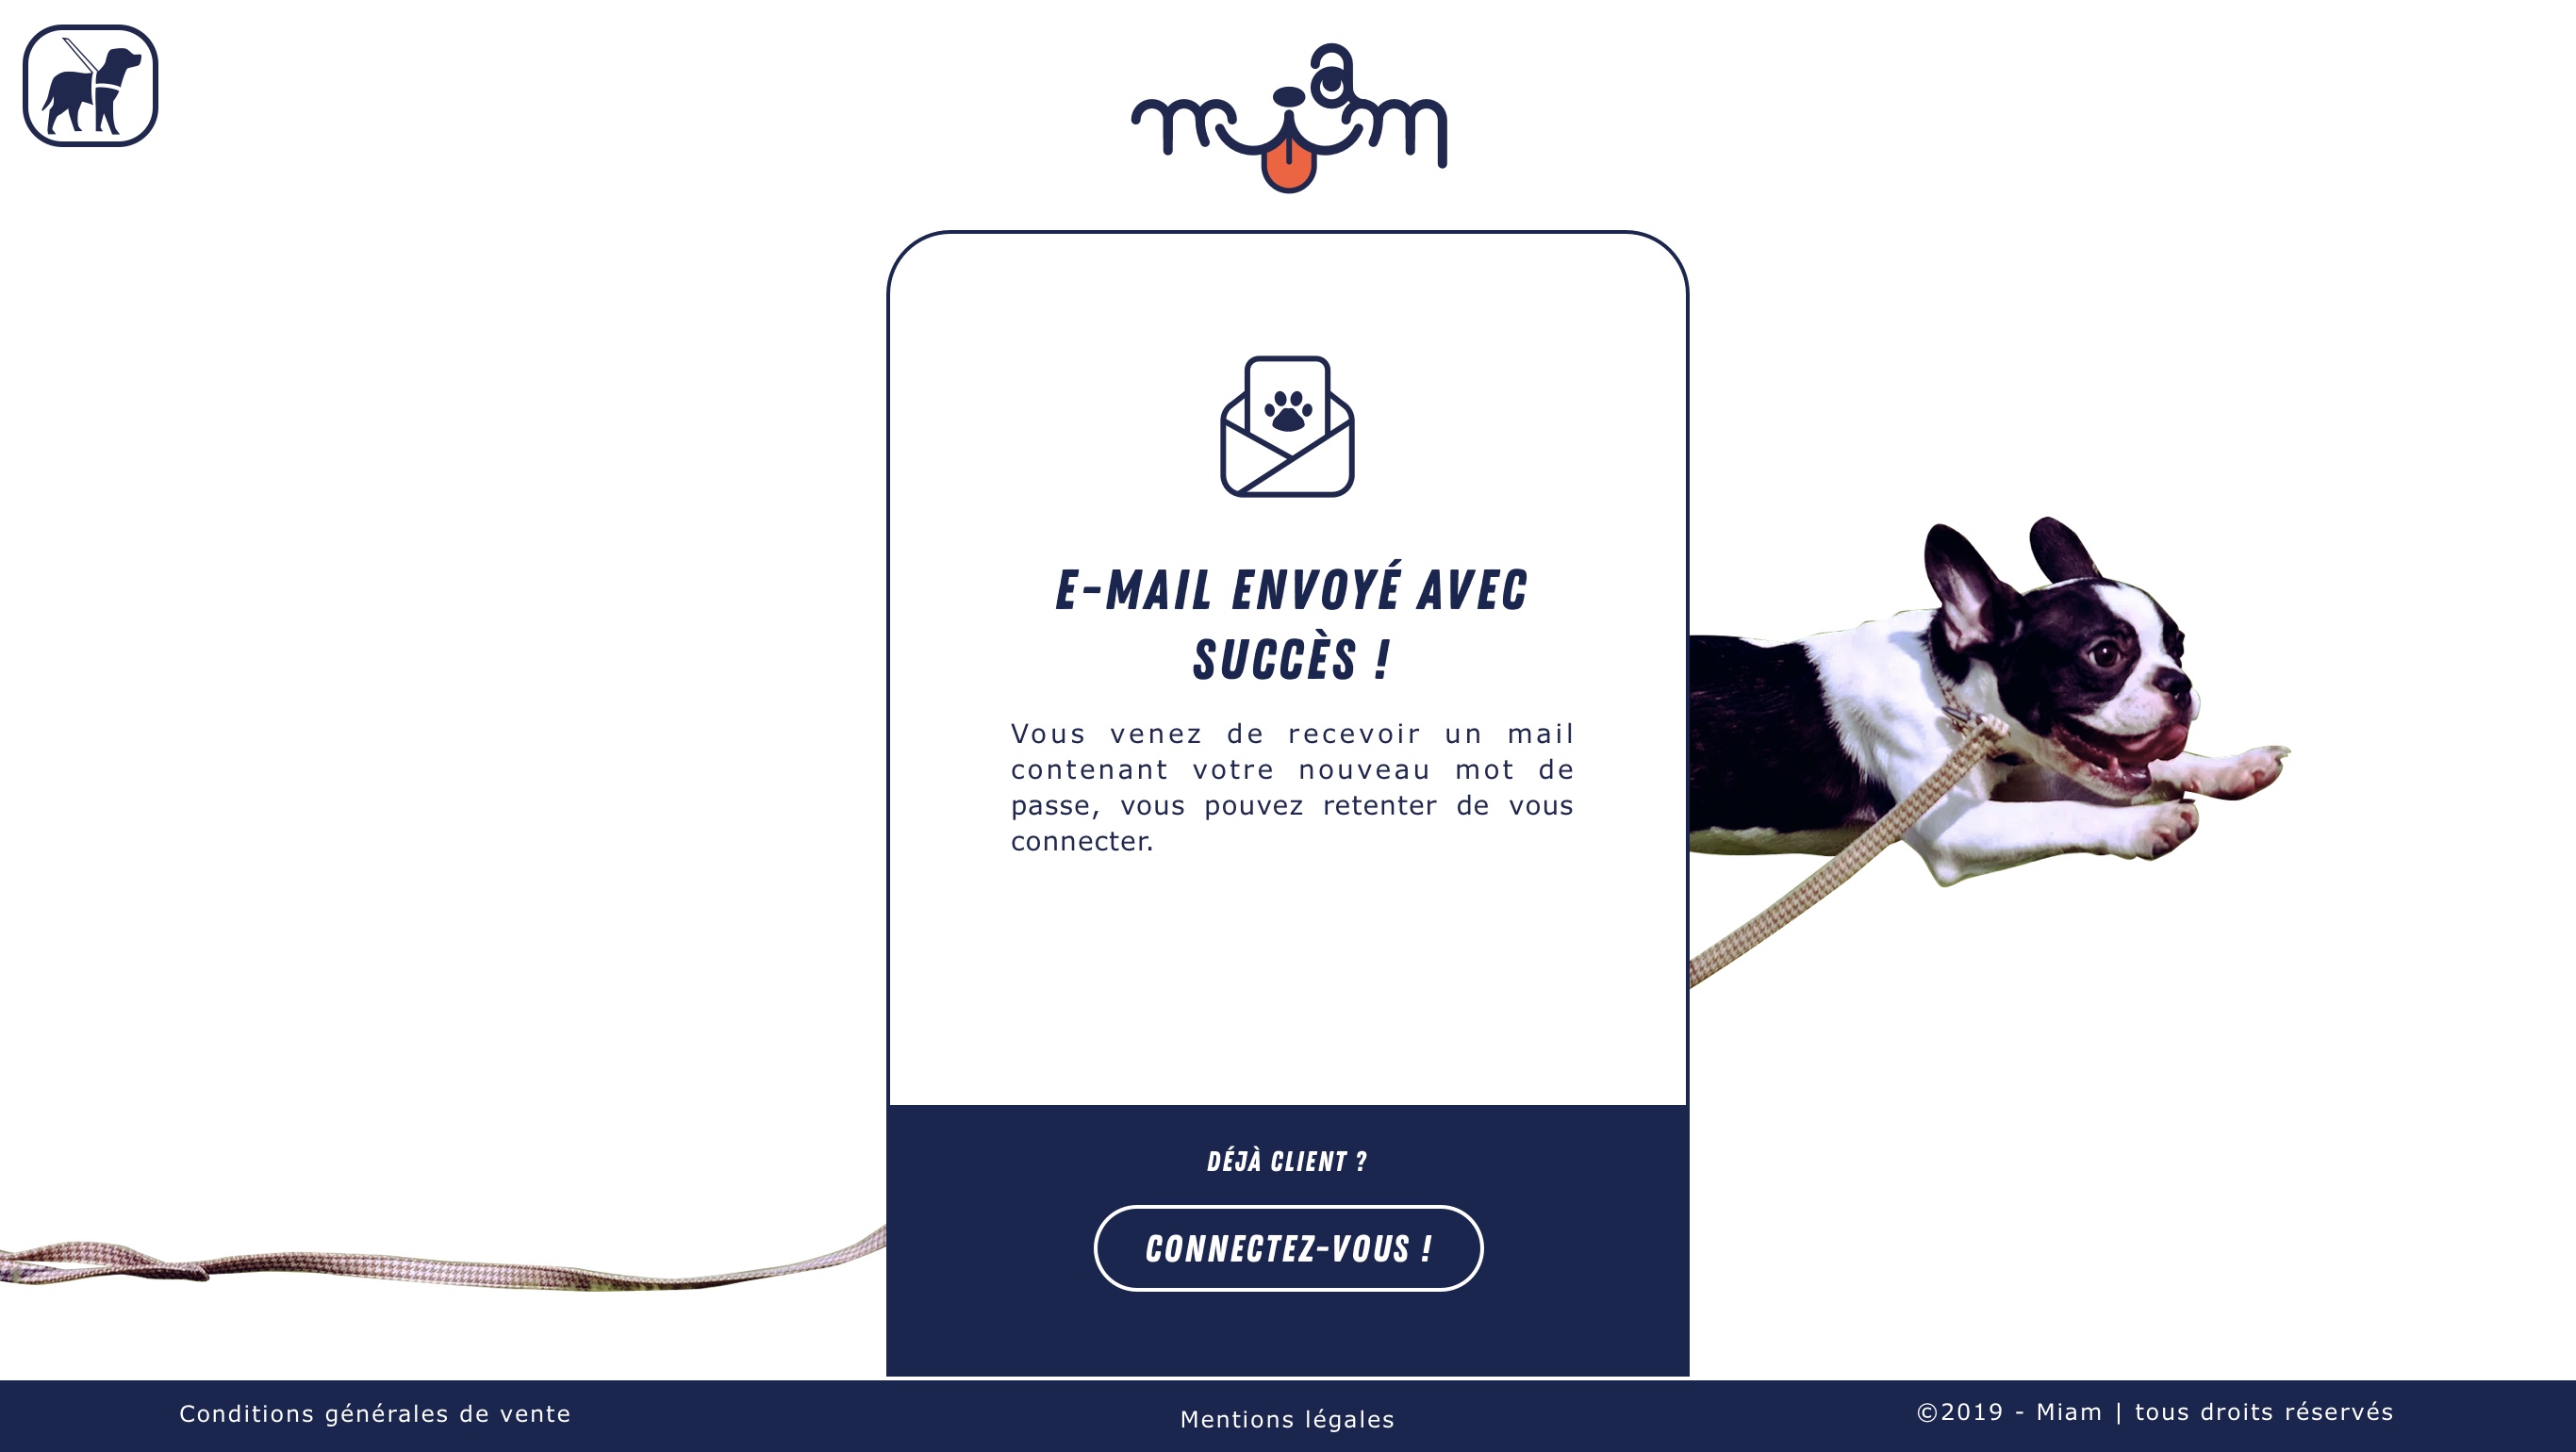 miam
E-MAIL ENVOYÉ AVEC
SUCCÈS !
Vous venez de recevoir un mail
contenant votre nouveau mot de
passe, vous pouvez retenter de vous
connecter.
DÉJÀ CLIENT ?
CONNECTEZ-VOUS !
Conditions générales de vente
Mentions légales
©2019 - Miam | tous droits réservés